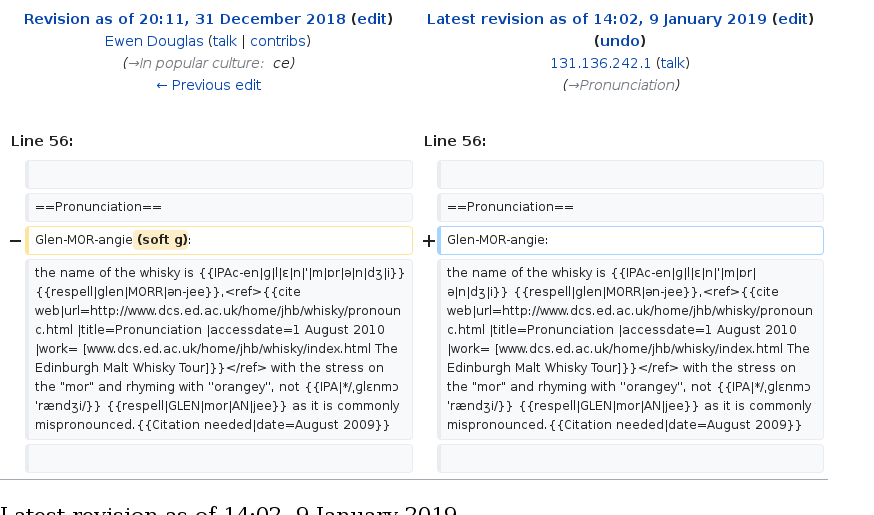 Revision as of 20:11, 31 December 2018 (edit)
Ewen Douglas (talk | contribs)
(→In popular culture: ce)
← Previous edit
Latest revision as of 14:02, 9 January 2019 (edit)
(undo)
131.136.242.1 (talk)
(→Pronunciation)
Line 56:
Line 56:
==Pronunciation==
==Pronunciation==
− Glen-MOR-angie (soft g):
+ Glen-MOR-angie:
the name of the whisky is {{IPAc-en|ɡ|l|ɛ|n|'|m|ɒr|ə|n|dʒ|i}}
{{respell|glen|MORR|ən-jee}},<ref>{{cite
web|url=http://www.dcs.ed.ac.uk/home/jhb/whisky/pronoun
c.html |title=Pronunciation |accessdate=1 August 2010
|work= [www.dcs.ed.ac.uk/home/jhb/whisky/index.html The
Edinburgh Malt Whisky Tour]}}</ref> with the stress on
the "mor" and rhyming with "orangey", not {{IPA|*/ˌɡlɛnmɔ
ˈrændʒi/}} {{respell|GLEN|mor|AN|jee}} as it is commonly
mispronounced.{{Citation needed|date=August 2009}}
the name of the whisky is {{IPAc-en|ɡ|l|ɛ|n|'|m|ɒr|
ə|n|dʒ|i}} {{respell|glen|MORR|ən-jee}},<ref>{{cite
web|url=http://www.dcs.ed.ac.uk/home/jhb/whisky/pronoun
c.html |title=Pronunciation |accessdate=1 August 2010
|work= [www.dcs.ed.ac.uk/home/jhb/whisky/index.html The
Edinburgh Malt Whisky Tour]}}</ref> with the stress on
the "mor" and rhyming with "orangey", not {{IPA|*/ˌɡlɛnmɔ
ˈrændʒi/}} {{respell|GLEN|mor|AN|jee}} as it is commonly
mispronounced.{{Citation needed|date=August 2009}}
Latest revision as of 14:02, 9 January 2019